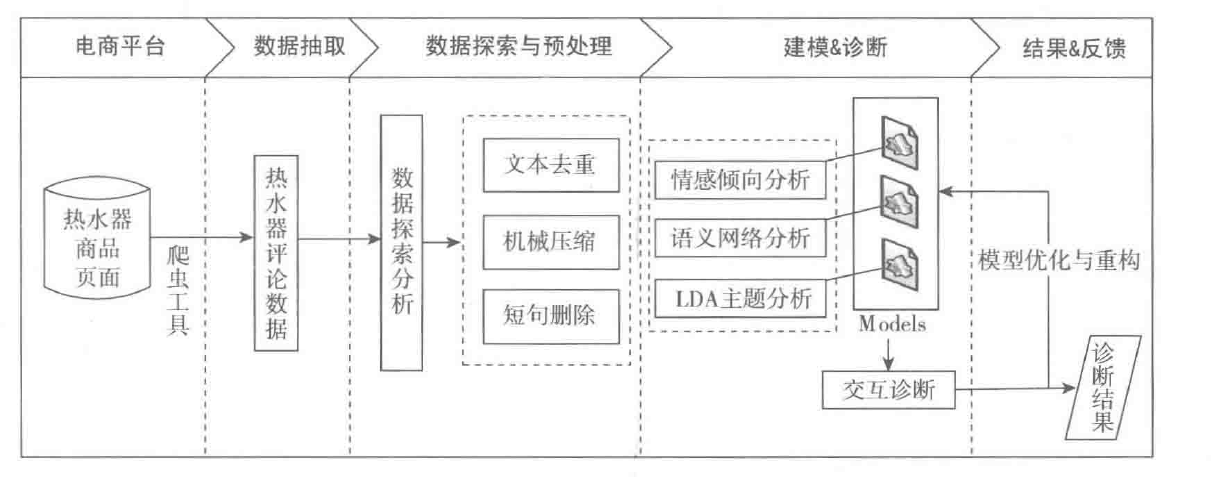 电商平台
数据抽取
数据探索与预处理
建模&诊断
结果&反馈
热水器
商品
页面
爬虫工具
热水器评论数据
数据探索分析
文本去重
机械压缩
短句删除
情感倾向分析
语义网络分析
LDA主题分析
Models
交互诊断
模型优化与重构
诊断结果